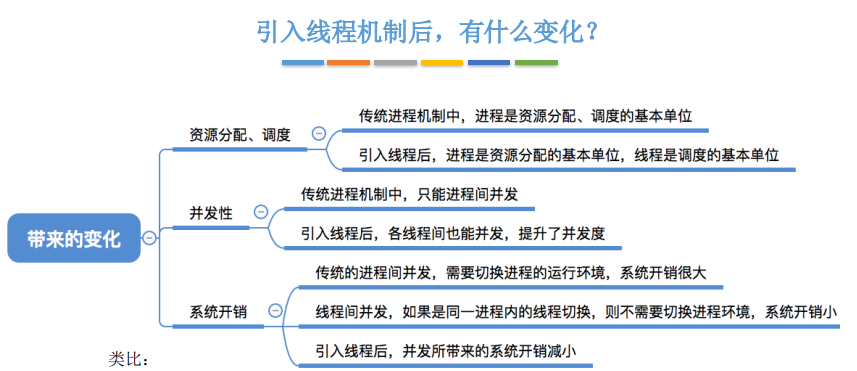 引入线程机制后，有什么变化？
带来的变化
资源分配、调度
传统进程机制中，进程是资源分配、调度的基本单位
引入线程后，进程是资源分配的基本单位，线程是调度的基本单位
并发性
传统进程机制中，只能进程间并发
引入线程后，各线程间也能并发，提升了并发度
系统开销
传统的进程间并发，需要切换进程的运行环境，系统开销很大
线程间并发，如果是同一进程内的线程切换，则不需要切换进程环境，系统开销小
引入线程后，并发所带来的系统开销减小
类比：